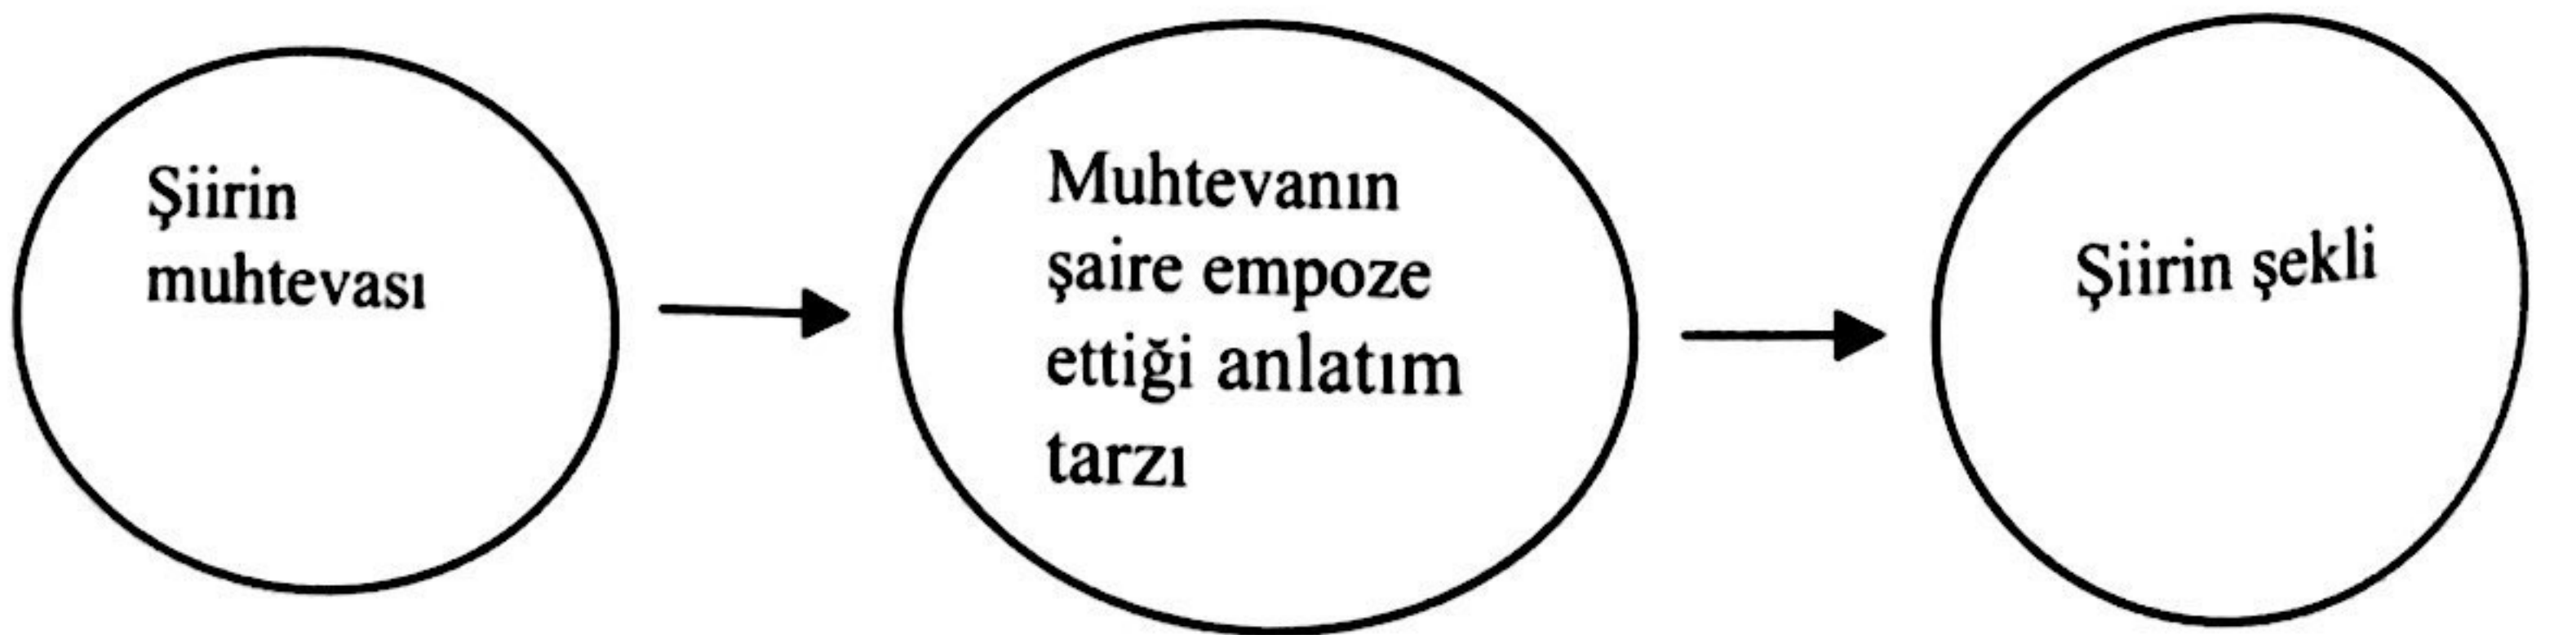 Şiirin
muhtevası
Muhtevanın
şaire empoze
ettiği anlatım
tarzı
Şiirin şekli